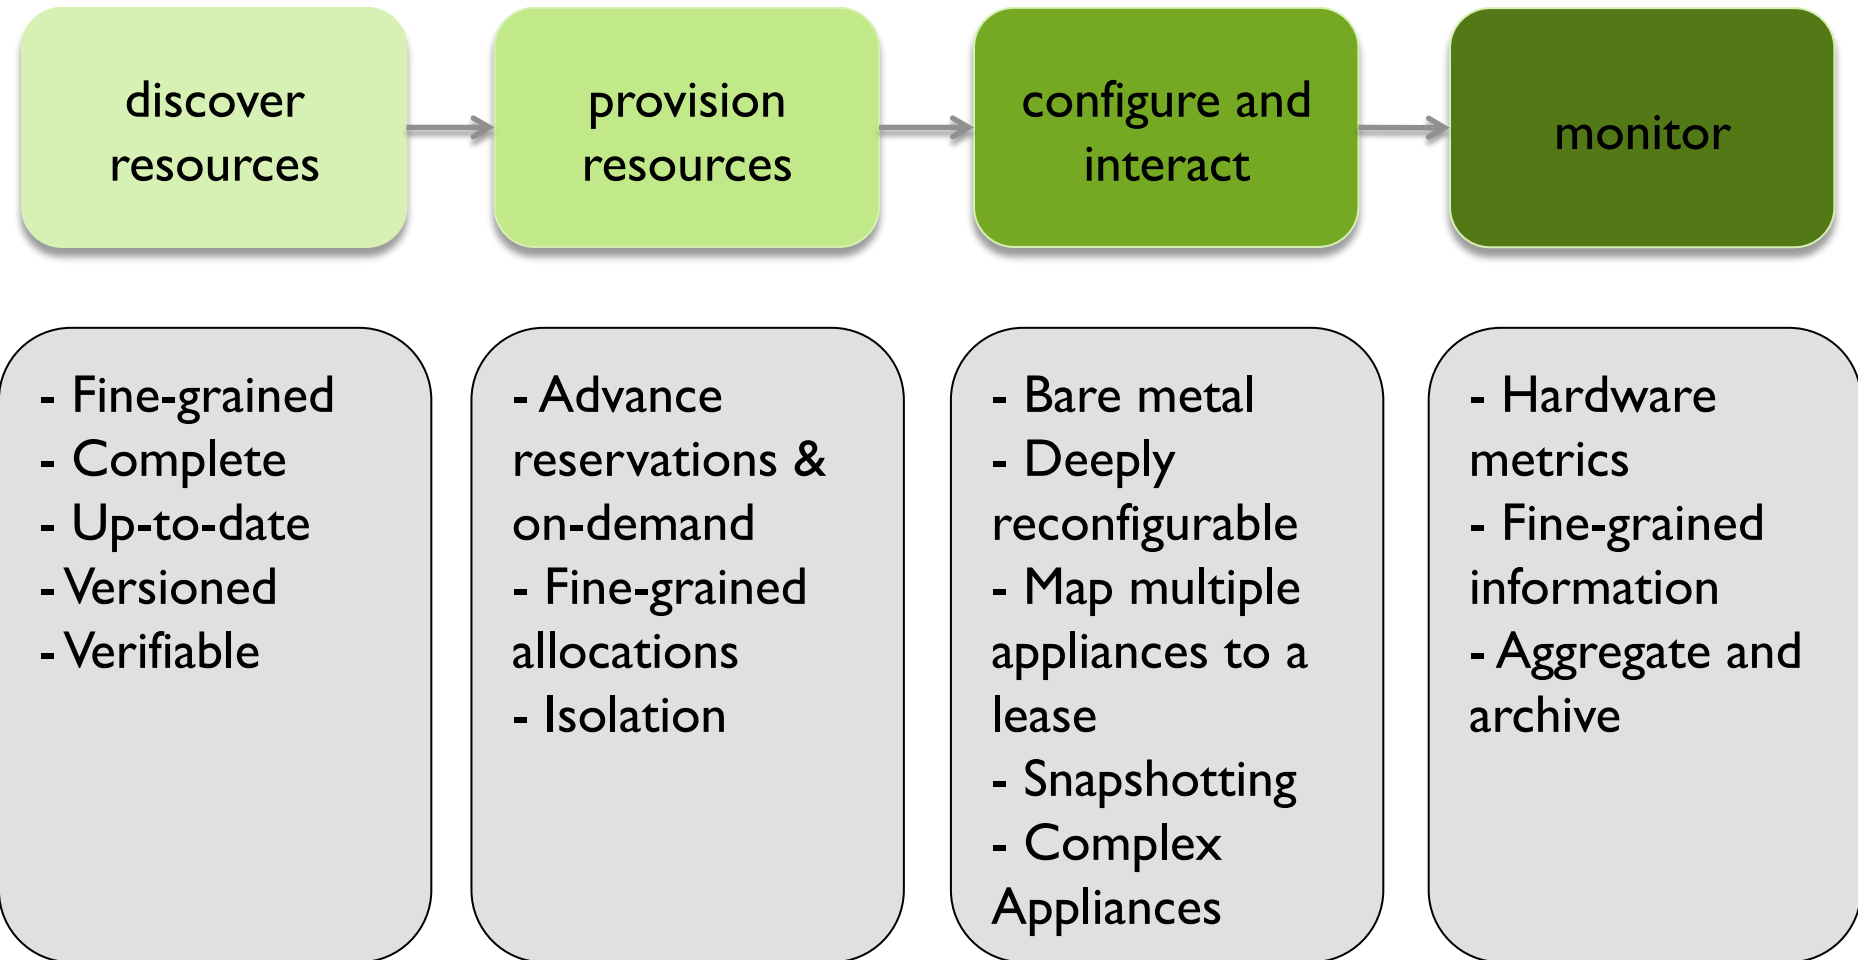 discover
resources
provision
resources
configure and
interact
monitor
- Fine-grained
- Complete
- Up-to-date
- Versioned
- Verifiable
- Advance
reservations &
on-demand
- Fine-grained
allocations
- Isolation
- Bare metal
- Deeply
reconfigurable
- Map multiple
appliances to a
lease
- Snapshotting
- Complex
Appliances
- Hardware
metrics
- Fine-grained
information
- Aggregate and
archive